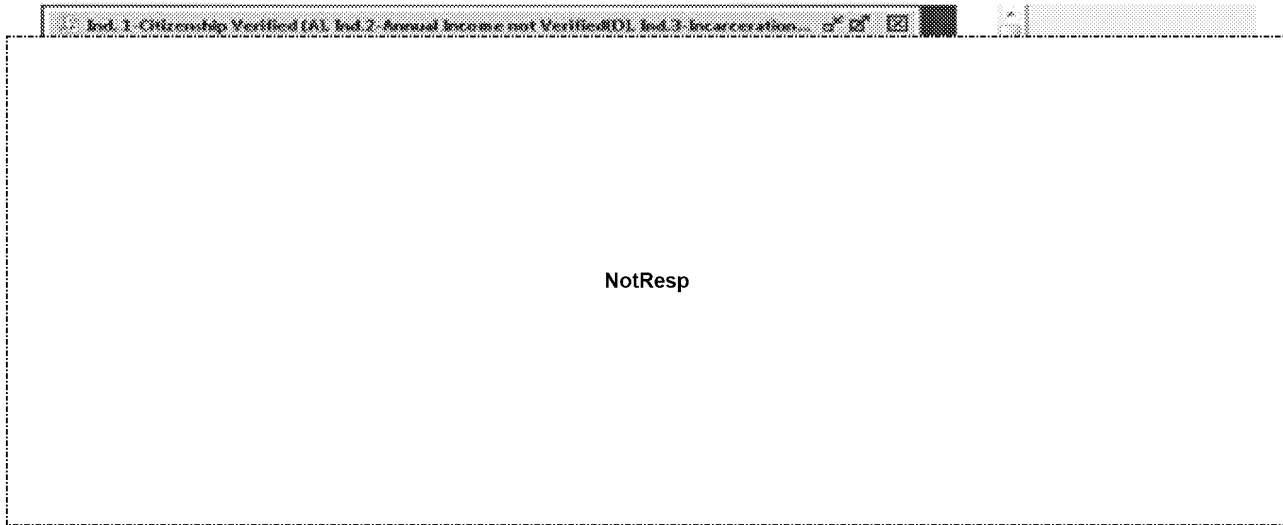 Ind. 1-Citizenship Verified (A), Ind.2-Annual Income not Verified(D), Ind.3-Incarceration...
NotResp